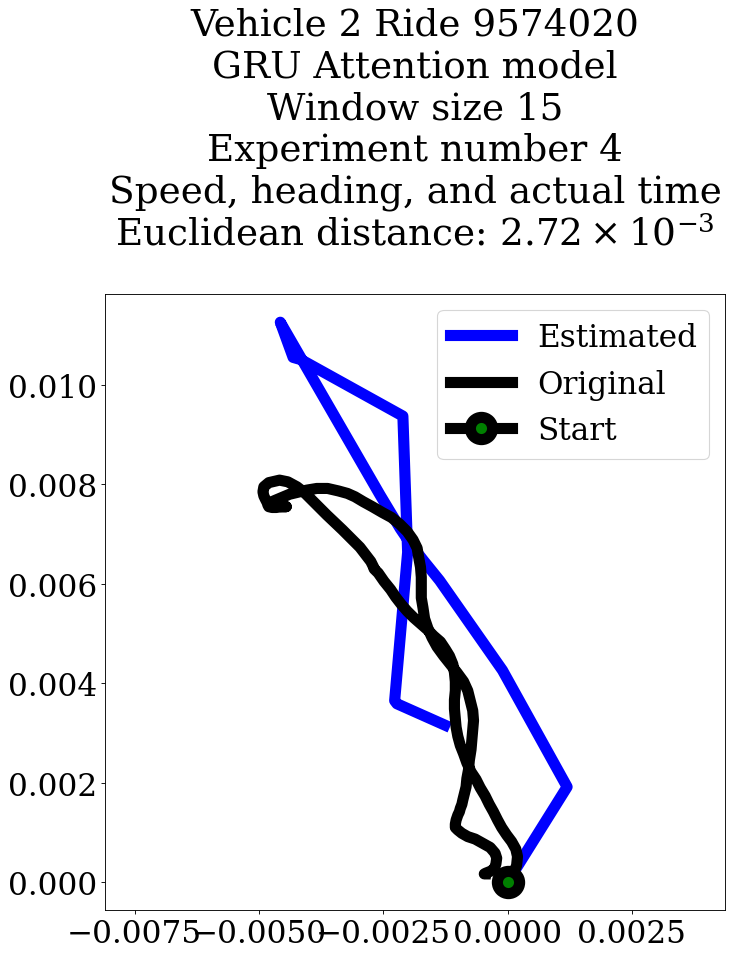 Vehicle 2 Ride 9574020
GRU Attention model
Window size 15
Experiment number 4
Speed, heading, and actual time
Euclidean distance: 2.72 × 10⁻³
Estimated
Original
Start
0.010
0.008
0.006
0.004
0.002
0.000
−0.0075 −0.0050 −0.0025 0.0000 0.0025